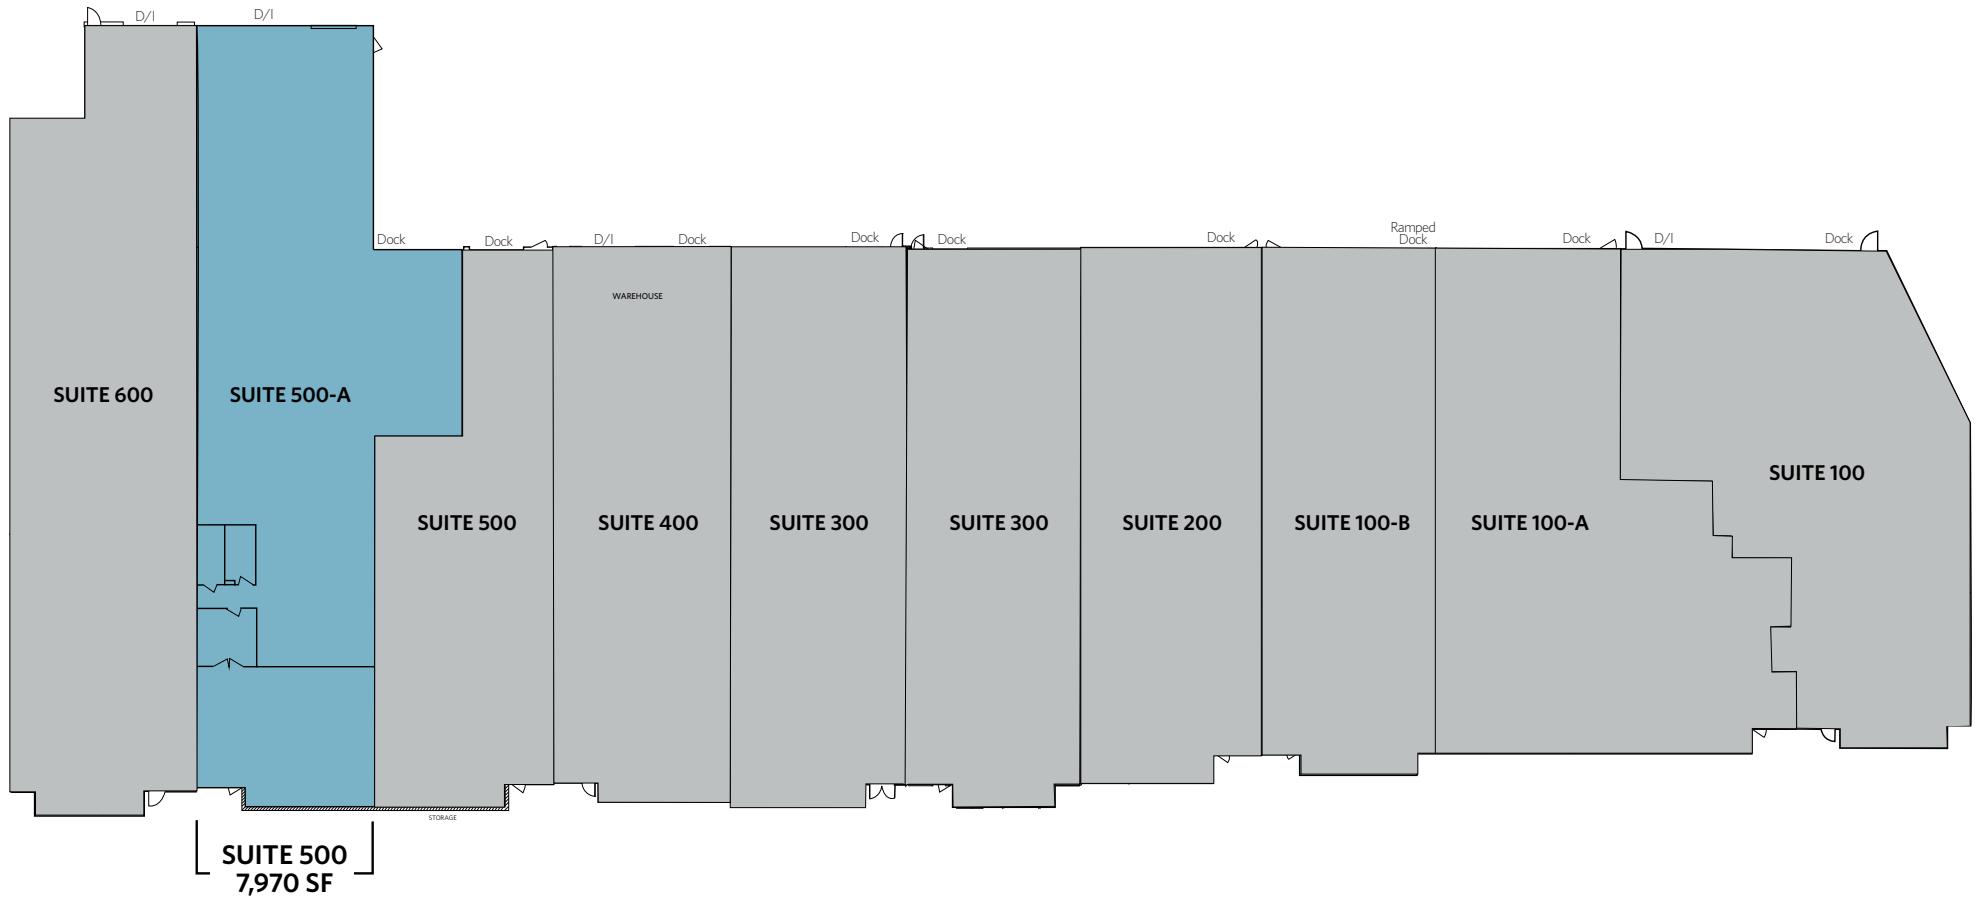 D/I
D/I
Dock
Dock
D/I
Dock
Dock
Dock
Dock
Ramped
Dock
Dock
D/I
Dock
WAREHOUSE
SUITE 600
SUITE 500-A
SUITE 100
SUITE 500
SUITE 400
SUITE 300
SUITE 300
SUITE 200
SUITE 100-B
SUITE 100-A
STORAGE
SUITE 500
7,970 SF